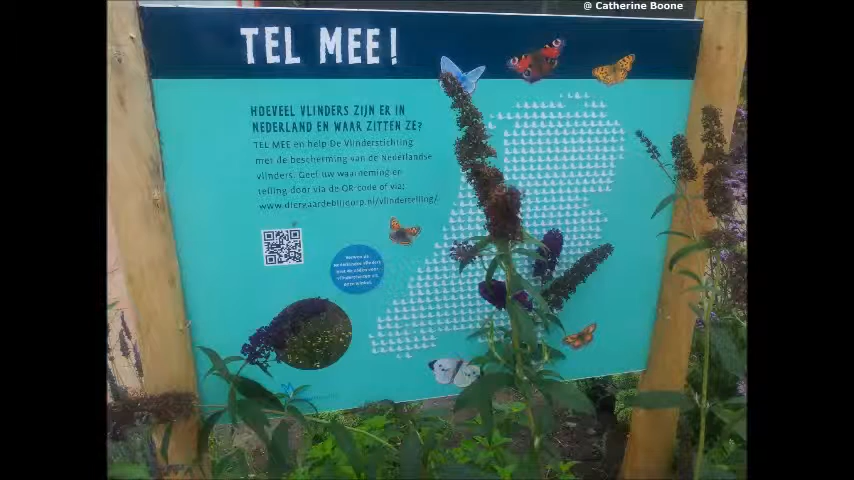 @ Catherine Boone
TEL MEE!
HOEVEEL VLINDERS ZIJN ER IN
NEDERLAND EN WAAR ZITTEN ZE?
TEL MEE en help De Vlinderstichting
met de bescherming van de Nederlandse
vlinders. Geef uw waarneming en
telling door via de QR-code of via:
www.diergaardeblijdorp.nl/vlindertelling/